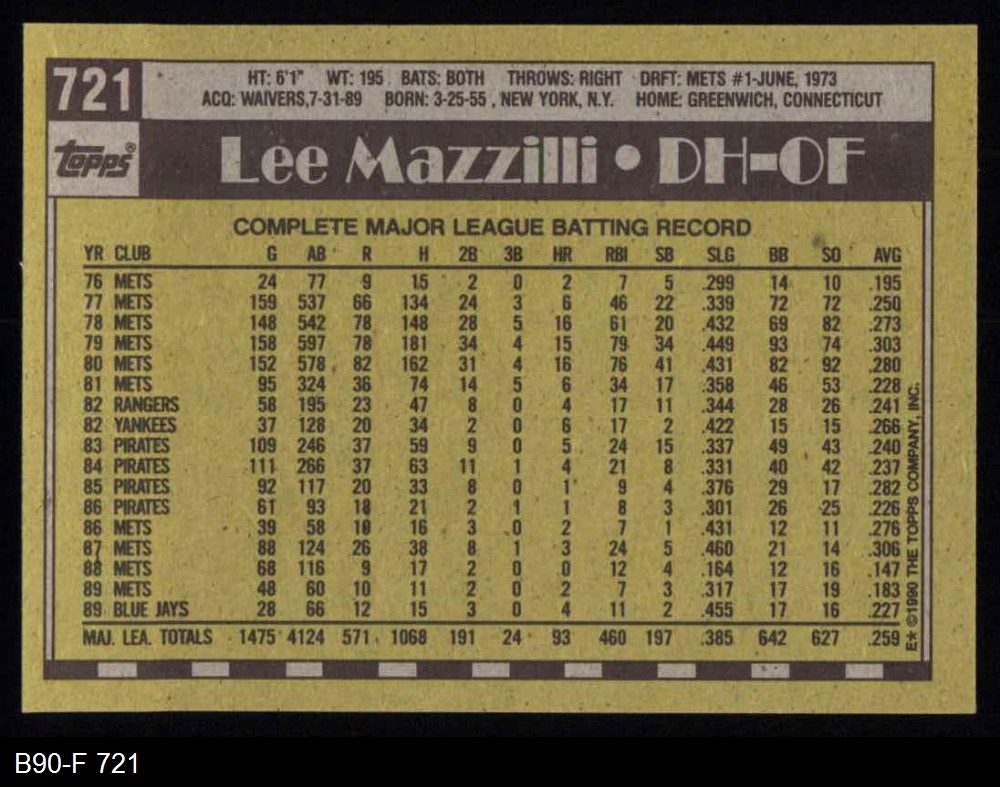 721
HT: 6'1" WT: 195 BATS: BOTH THROWS: RIGHT DRFT: METS #1-JUNE, 1973
ACQ: WAIVERS,7-31-89 BORN: 3-25-55 , NEW YORK, N.Y. HOME: GREENWICH, CONNECTICUT
topps®
Lee Mazzilli • DH-OF
COMPLETE MAJOR LEAGUE BATTING RECORD
YR CLUB G AB R H 2B 3B HR RBI SB SLG BB SO AVG
76 METS 24 77 9 15 2 0 2 7 5 .299 14 10 .195
77 METS 159 537 66 134 24 3 6 46 22 .339 72 72 .250
78 METS 148 542 78 148 28 5 16 61 20 .432 69 82 .273
79 METS 158 597 78 181 34 4 15 79 34 .449 93 74 .303
80 METS 152 578 82 162 31 4 16 76 41 .431 82 92 .280
81 METS 95 324 36 74 14 5 6 34 17 .358 46 53 .228
82 RANGERS 58 195 23 47 8 0 4 17 11 .344 28 26 .241
82 YANKEES 37 128 20 34 2 0 6 17 2 .422 15 15 .266
83 PIRATES 109 246 37 59 9 0 5 24 15 .337 49 43 .240
84 PIRATES 111 266 37 63 11 1 4 21 8 .331 40 42 .237
85 PIRATES 92 117 20 33 8 0 1 9 4 .376 29 17 .282
86 PIRATES 61 93 18 21 2 1 1 8 3 .301 26 25 .226
86 METS 39 58 10 16 3 0 2 7 1 .431 12 11 .276
87 METS 88 124 26 38 8 1 3 24 5 .460 21 14 .306
88 METS 68 116 9 17 2 0 0 12 4 .164 12 16 .147
89 METS 48 60 10 11 2 0 2 7 3 .317 17 19 .183
89 BLUE JAYS 28 66 12 15 3 0 4 11 2 .455 17 16 .227
MAJ. LEA. TOTALS 1475 4124 571 1068 191 24 93 460 197 .385 642 627 .259
E* ©1990 THE TOPPS COMPANY, INC.
B90-F 721